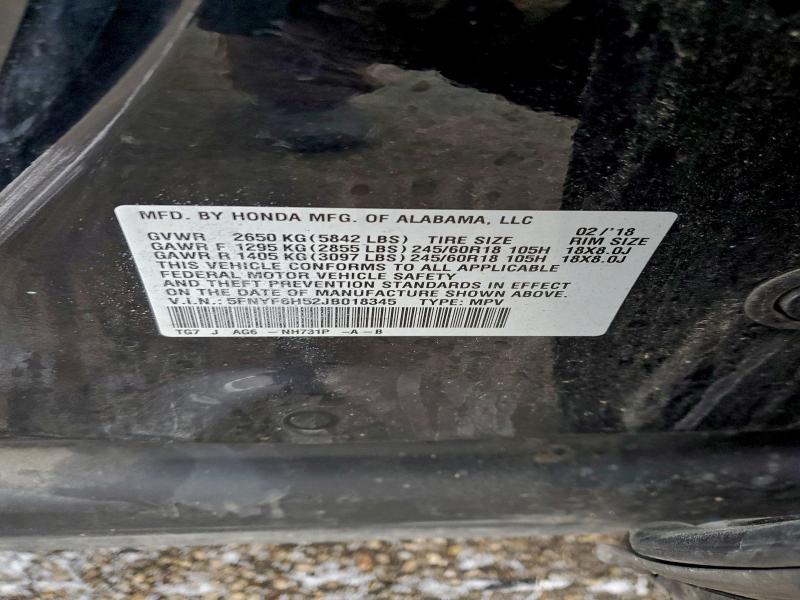 MFD. BY HONDA MFG. OF ALABAMA, LLC 02/'18
GVWR 2650 KG(5842 LBS) TIRE SIZE RIM SIZE
GAWR F 1295 KG(2855 LBS)245/60R18 105H 18X8.0J
GAWR R 1405 KG(3097 LBS)245/60R18 105H 18X8.0J
THIS VEHICLE CONFORMS TO ALL APPLICABLE
FEDERAL MOTOR VEHICLE SAFETY
AND THEFT PREVENTION STANDARDS IN EFFECT
ON THE DATE OF MANUFACTURE SHOWN ABOVE.
V.I.N.: 5FNYF6H52JB018345 TYPE: MPV
TG7 J AG6 -NH731P -A-B